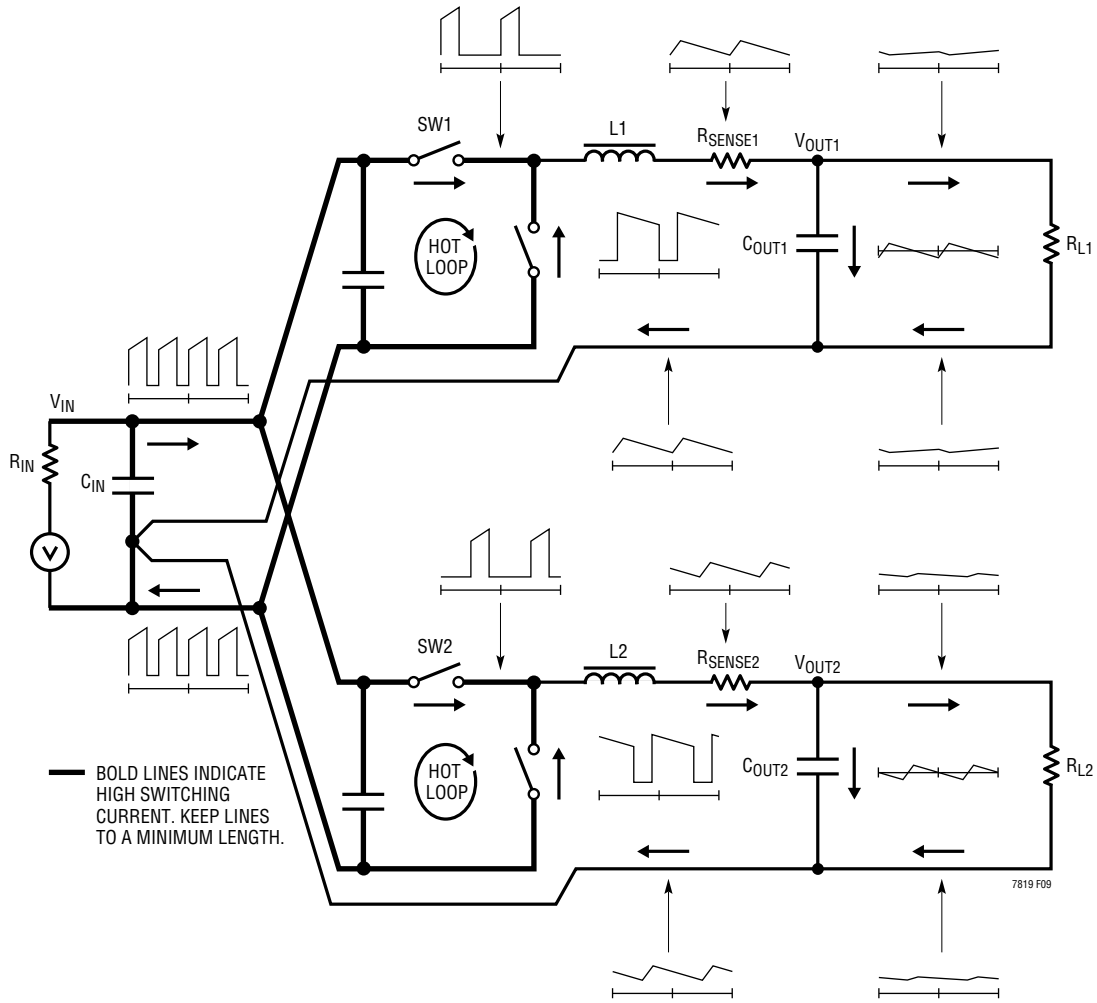 SW1
L1
RSENSE1
VOUT1
HOT
LOOP
COUT1
RL1
VIN
RIN
CIN
V
SW2
L2
RSENSE2
VOUT2
HOT
LOOP
COUT2
RL2
BOLD LINES INDICATE
HIGH SWITCHING
CURRENT. KEEP LINES
TO A MINIMUM LENGTH.
7819 F09